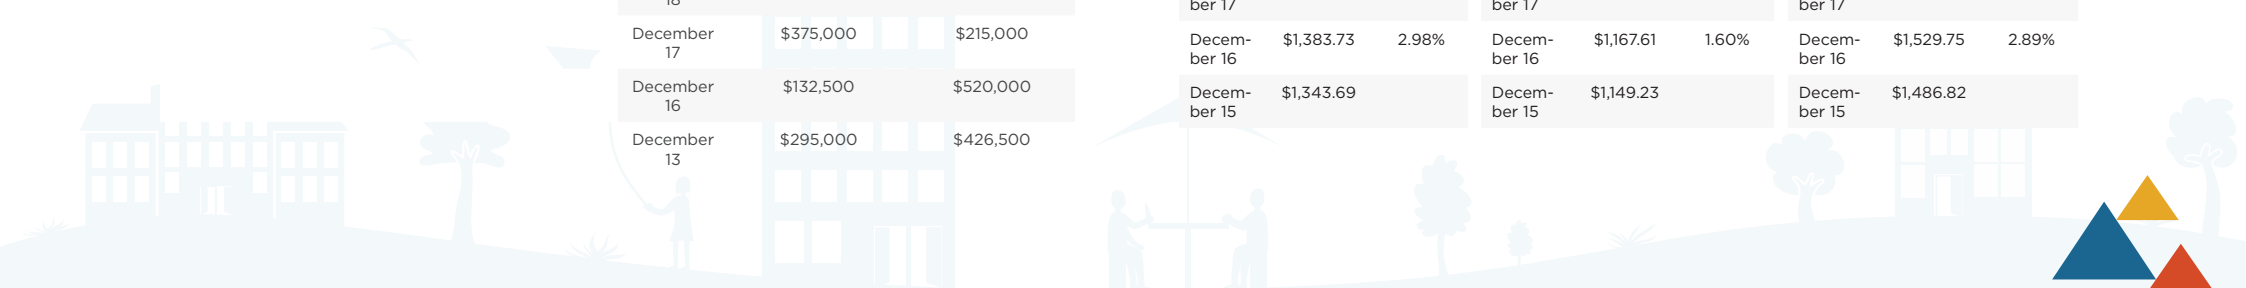 18
December $375,000 $215,000
17
December $132,500 $520,000
16
December $295,000 $426,500
13
ber 17
Decem- $1,383.73 2.98%
ber 16
Decem- $1,343.69
ber 15
ber 17
Decem- $1,167.61 1.60%
ber 16
Decem- $1,149.23
ber 15
ber 17
Decem- $1,529.75 2.89%
ber 16
Decem- $1,486.82
ber 15